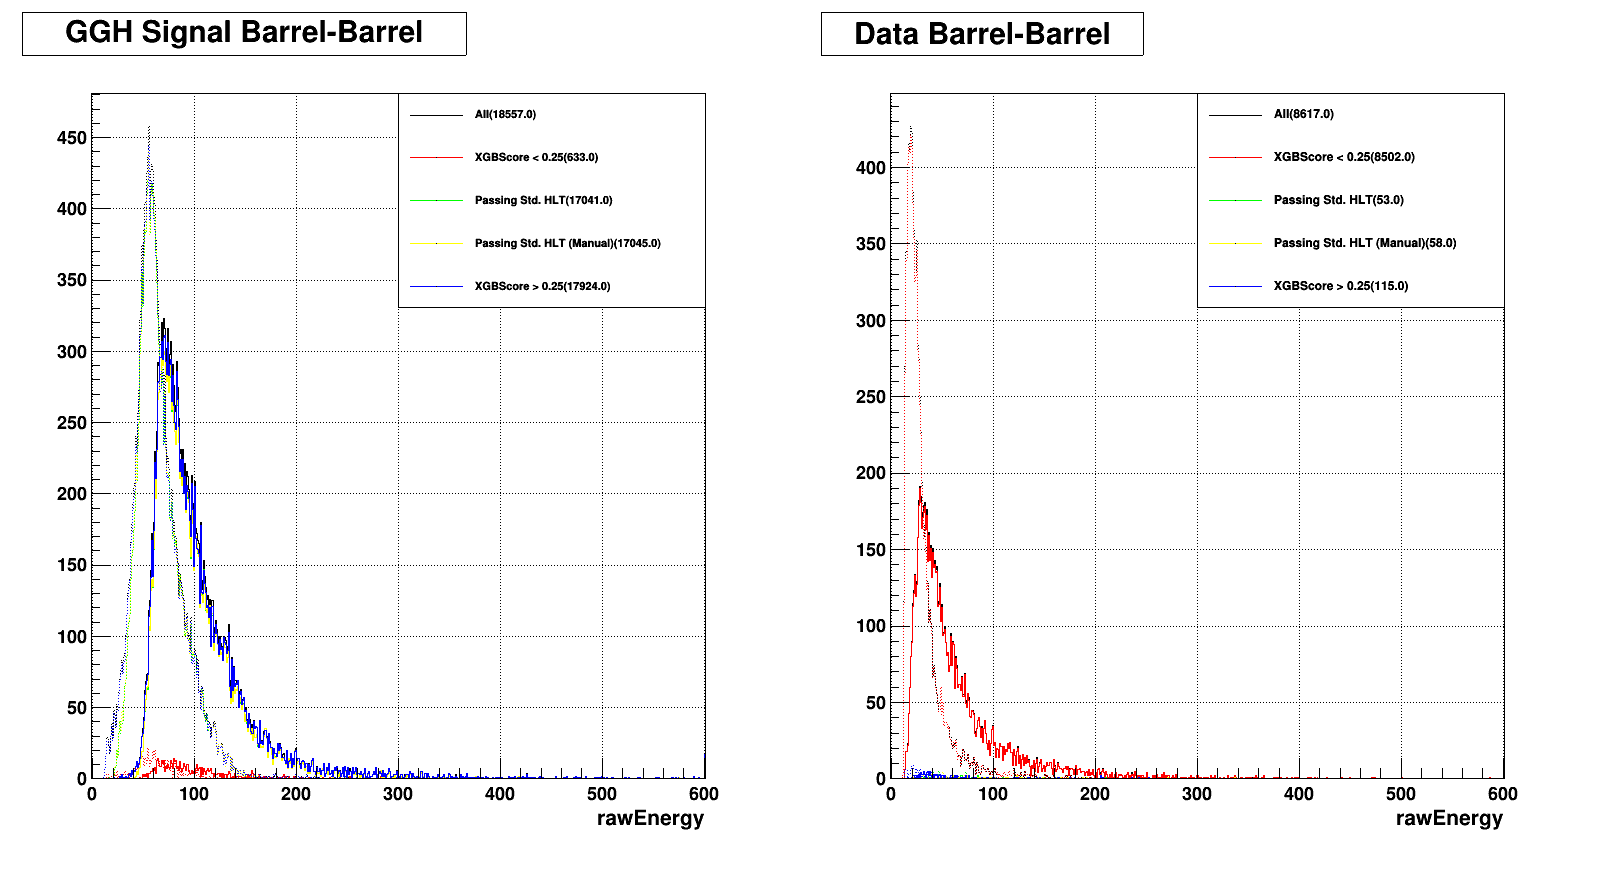 GGH Signal Barrel-Barrel
All(18557.0)
XGBScore < 0.25(633.0)
Passing Std. HLT(17041.0)
Passing Std. HLT (Manual)(17045.0)
XGBScore > 0.25(17924.0)
450
400
350
300
250
200
150
100
50
0
0 100 200 300 400 500 600
rawEnergy
Data Barrel-Barrel
All(8617.0)
XGBScore < 0.25(8502.0)
Passing Std. HLT(53.0)
Passing Std. HLT (Manual)(58.0)
XGBScore > 0.25(115.0)
400
350
300
250
200
150
100
50
0
0 100 200 300 400 500 600
rawEnergy